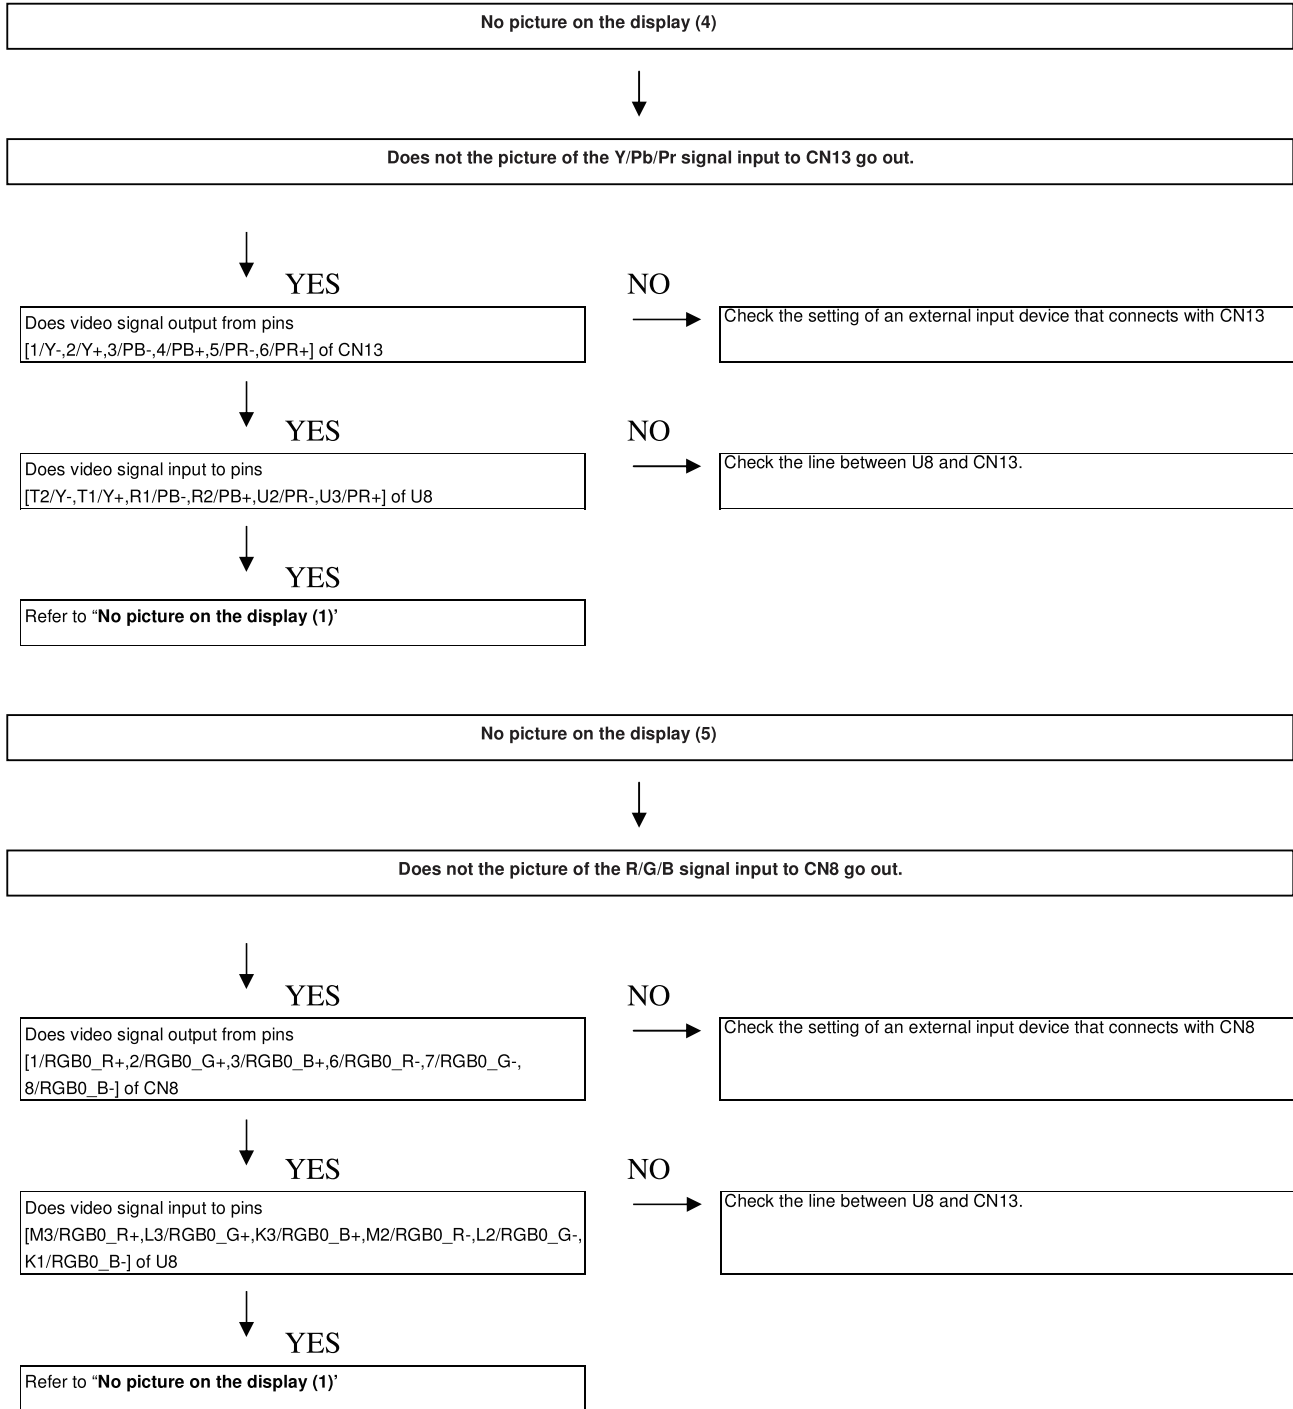 No picture on the display (4)
Does not the picture of the Y/Pb/Pr signal input to CN13 go out.
YES
NO
Does video signal output from pins
[1/Y-,2/Y+,3/PB-,4/PB+,5/PR-,6/PR+] of CN13
Check the setting of an external input device that connects with CN13
YES
NO
Does video signal input to pins
[T2/Y-,T1/Y+,R1/PB-,R2/PB+,U2/PR-,U3/PR+] of U8
Check the line between U8 and CN13.
YES
Refer to “No picture on the display (1)’
No picture on the display (5)
Does not the picture of the R/G/B signal input to CN8 go out.
YES
NO
Does video signal output from pins
[1/RGB0_R+,2/RGB0_G+,3/RGB0_B+,6/RGB0_R-,7/RGB0_G-,
8/RGB0_B-] of CN8
Check the setting of an external input device that connects with CN8
YES
NO
Does video signal input to pins
[M3/RGB0_R+,L3/RGB0_G+,K3/RGB0_B+,M2/RGB0_R-,L2/RGB0_G-,
K1/RGB0_B-] of U8
Check the line between U8 and CN13.
YES
Refer to “No picture on the display (1)’